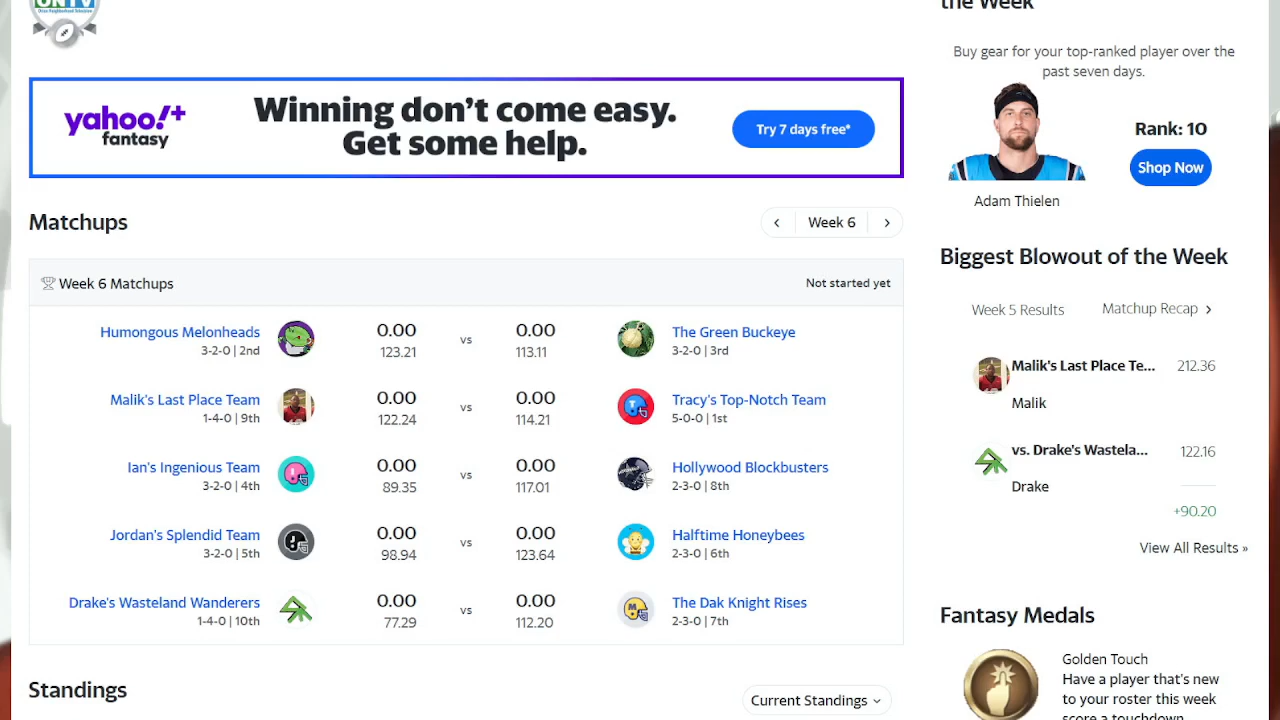 the Week
Buy gear for your top-ranked player over the
past seven days.
Rank: 10
Shop Now
Adam Thielen
yahoo!+
fantasy
Winning don't come easy.
Get some help.
Try 7 days free*
Matchups
Week 6
Week 6 Matchups
Not started yet
Humongous Melonheads
3-2-0 | 2nd
0.00
123.21
vs
0.00
113.11
The Green Buckeye
3-2-0 | 3rd
Malik's Last Place Team
1-4-0 | 9th
0.00
122.24
vs
0.00
114.21
Tracy's Top-Notch Team
5-0-0 | 1st
Ian's Ingenious Team
3-2-0 | 4th
0.00
89.35
vs
0.00
117.01
Hollywood Blockbusters
2-3-0 | 8th
Jordan's Splendid Team
3-2-0 | 5th
0.00
98.94
vs
0.00
123.64
Halftime Honeybees
2-3-0 | 6th
Drake's Wasteland Wanderers
1-4-0 | 10th
0.00
77.29
vs
0.00
112.20
The Dak Knight Rises
2-3-0 | 7th
Standings
Current Standings
Biggest Blowout of the Week
Week 5 Results
Matchup Recap
Malik's Last Place Te...
212.36
Malik
vs. Drake's Wastela...
122.16
Drake
+90.20
View All Results »
Fantasy Medals
Golden Touch
Have a player that's new
to your roster this week
score a touchdown